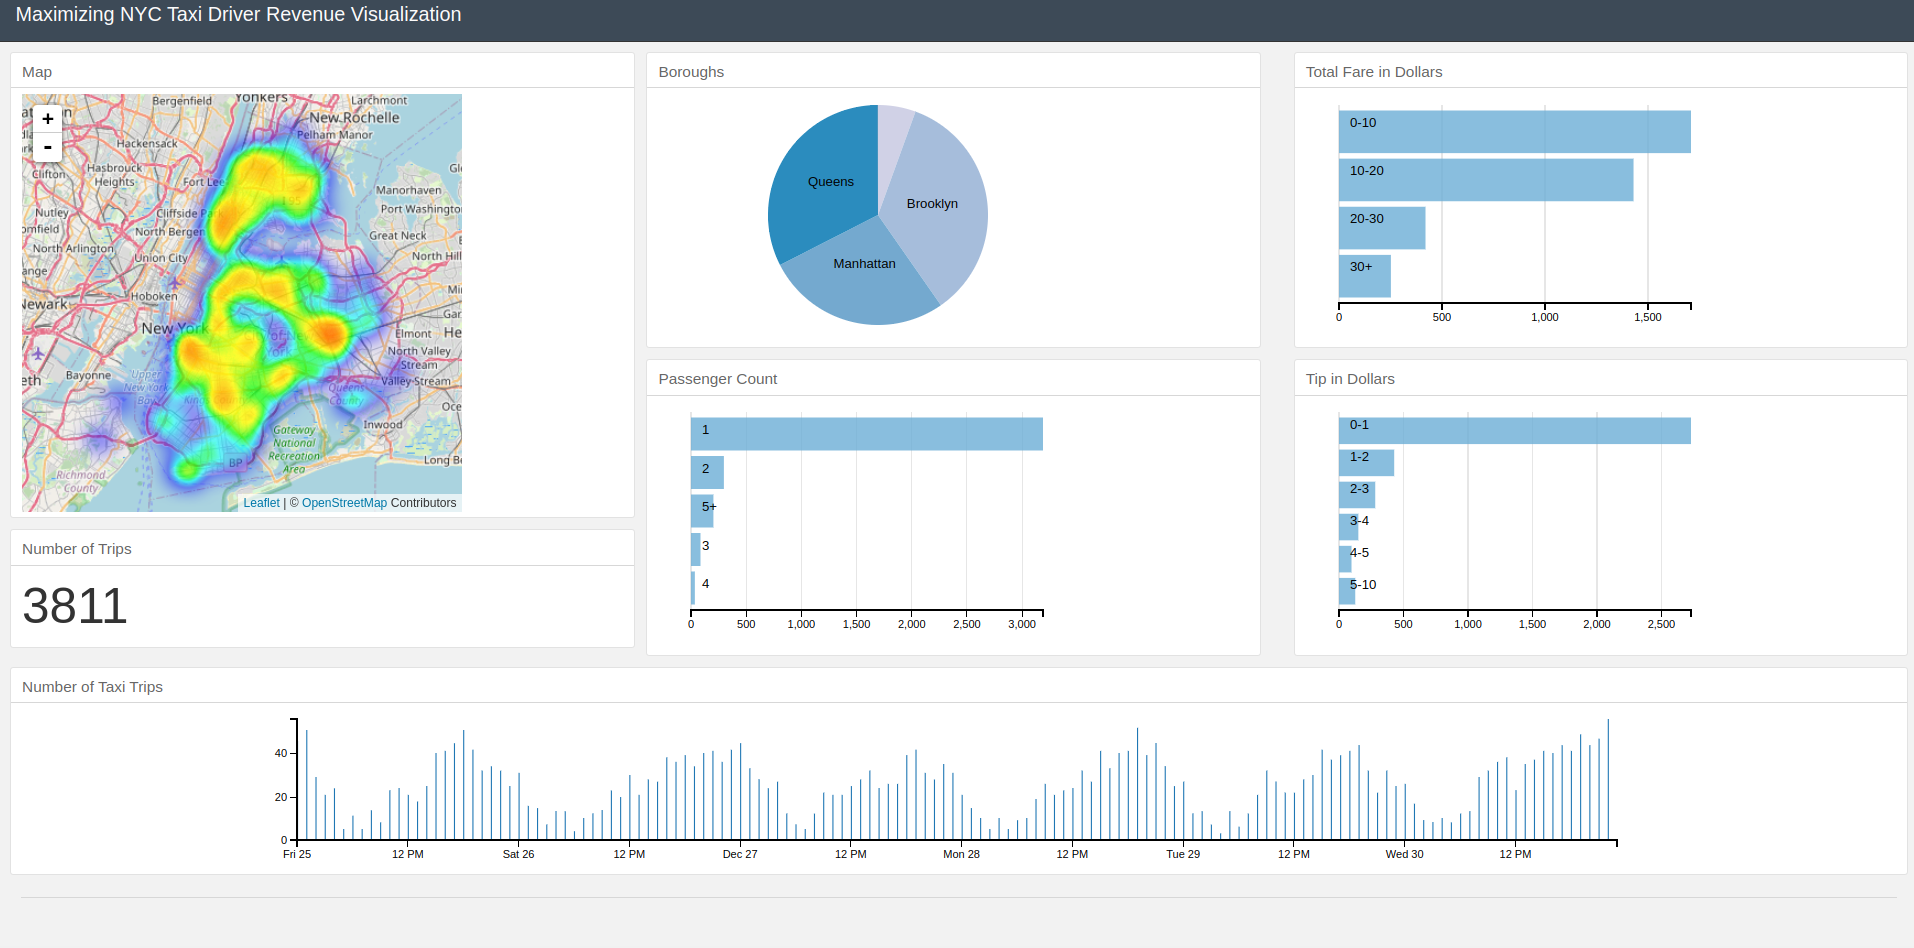 Maximizing NYC Taxi Driver Revenue Visualization
Map
+
-
Bergenfield
Yonkers
Larchmont
New Rochelle
Pelham Manor
Hackensack
Hasbrouck
Heights
Clifton
Fort Lee
Manorhaven
Nutley
Cliffside Park
Port Washington
North Bergen
Great Neck
North Arlington
Union City
North Hill
Hoboken
Newark
New York
Elmont
North Valley
Stream
Bayonne
Upper
New York
Bay
Kings County
Queens
County
Valley Stream
Inwood
Gateway
National
Recreation
Area
BP
Long Be
Richmond
County
Leaflet | © OpenStreetMap Contributors
Number of Trips
3811
Boroughs
Queens
Brooklyn
Manhattan
Passenger Count
1
2
5+
3
4
0 500 1,000 1,500 2,000 2,500 3,000
Total Fare in Dollars
0-10
10-20
20-30
30+
0 500 1,000 1,500
Tip in Dollars
0-1
1-2
2-3
3-4
4-5
5-10
0 500 1,000 1,500 2,000 2,500
Number of Taxi Trips
40
20
0
Fri 25 12 PM Sat 26 12 PM Dec 27 12 PM Mon 28 12 PM Tue 29 12 PM Wed 30 12 PM